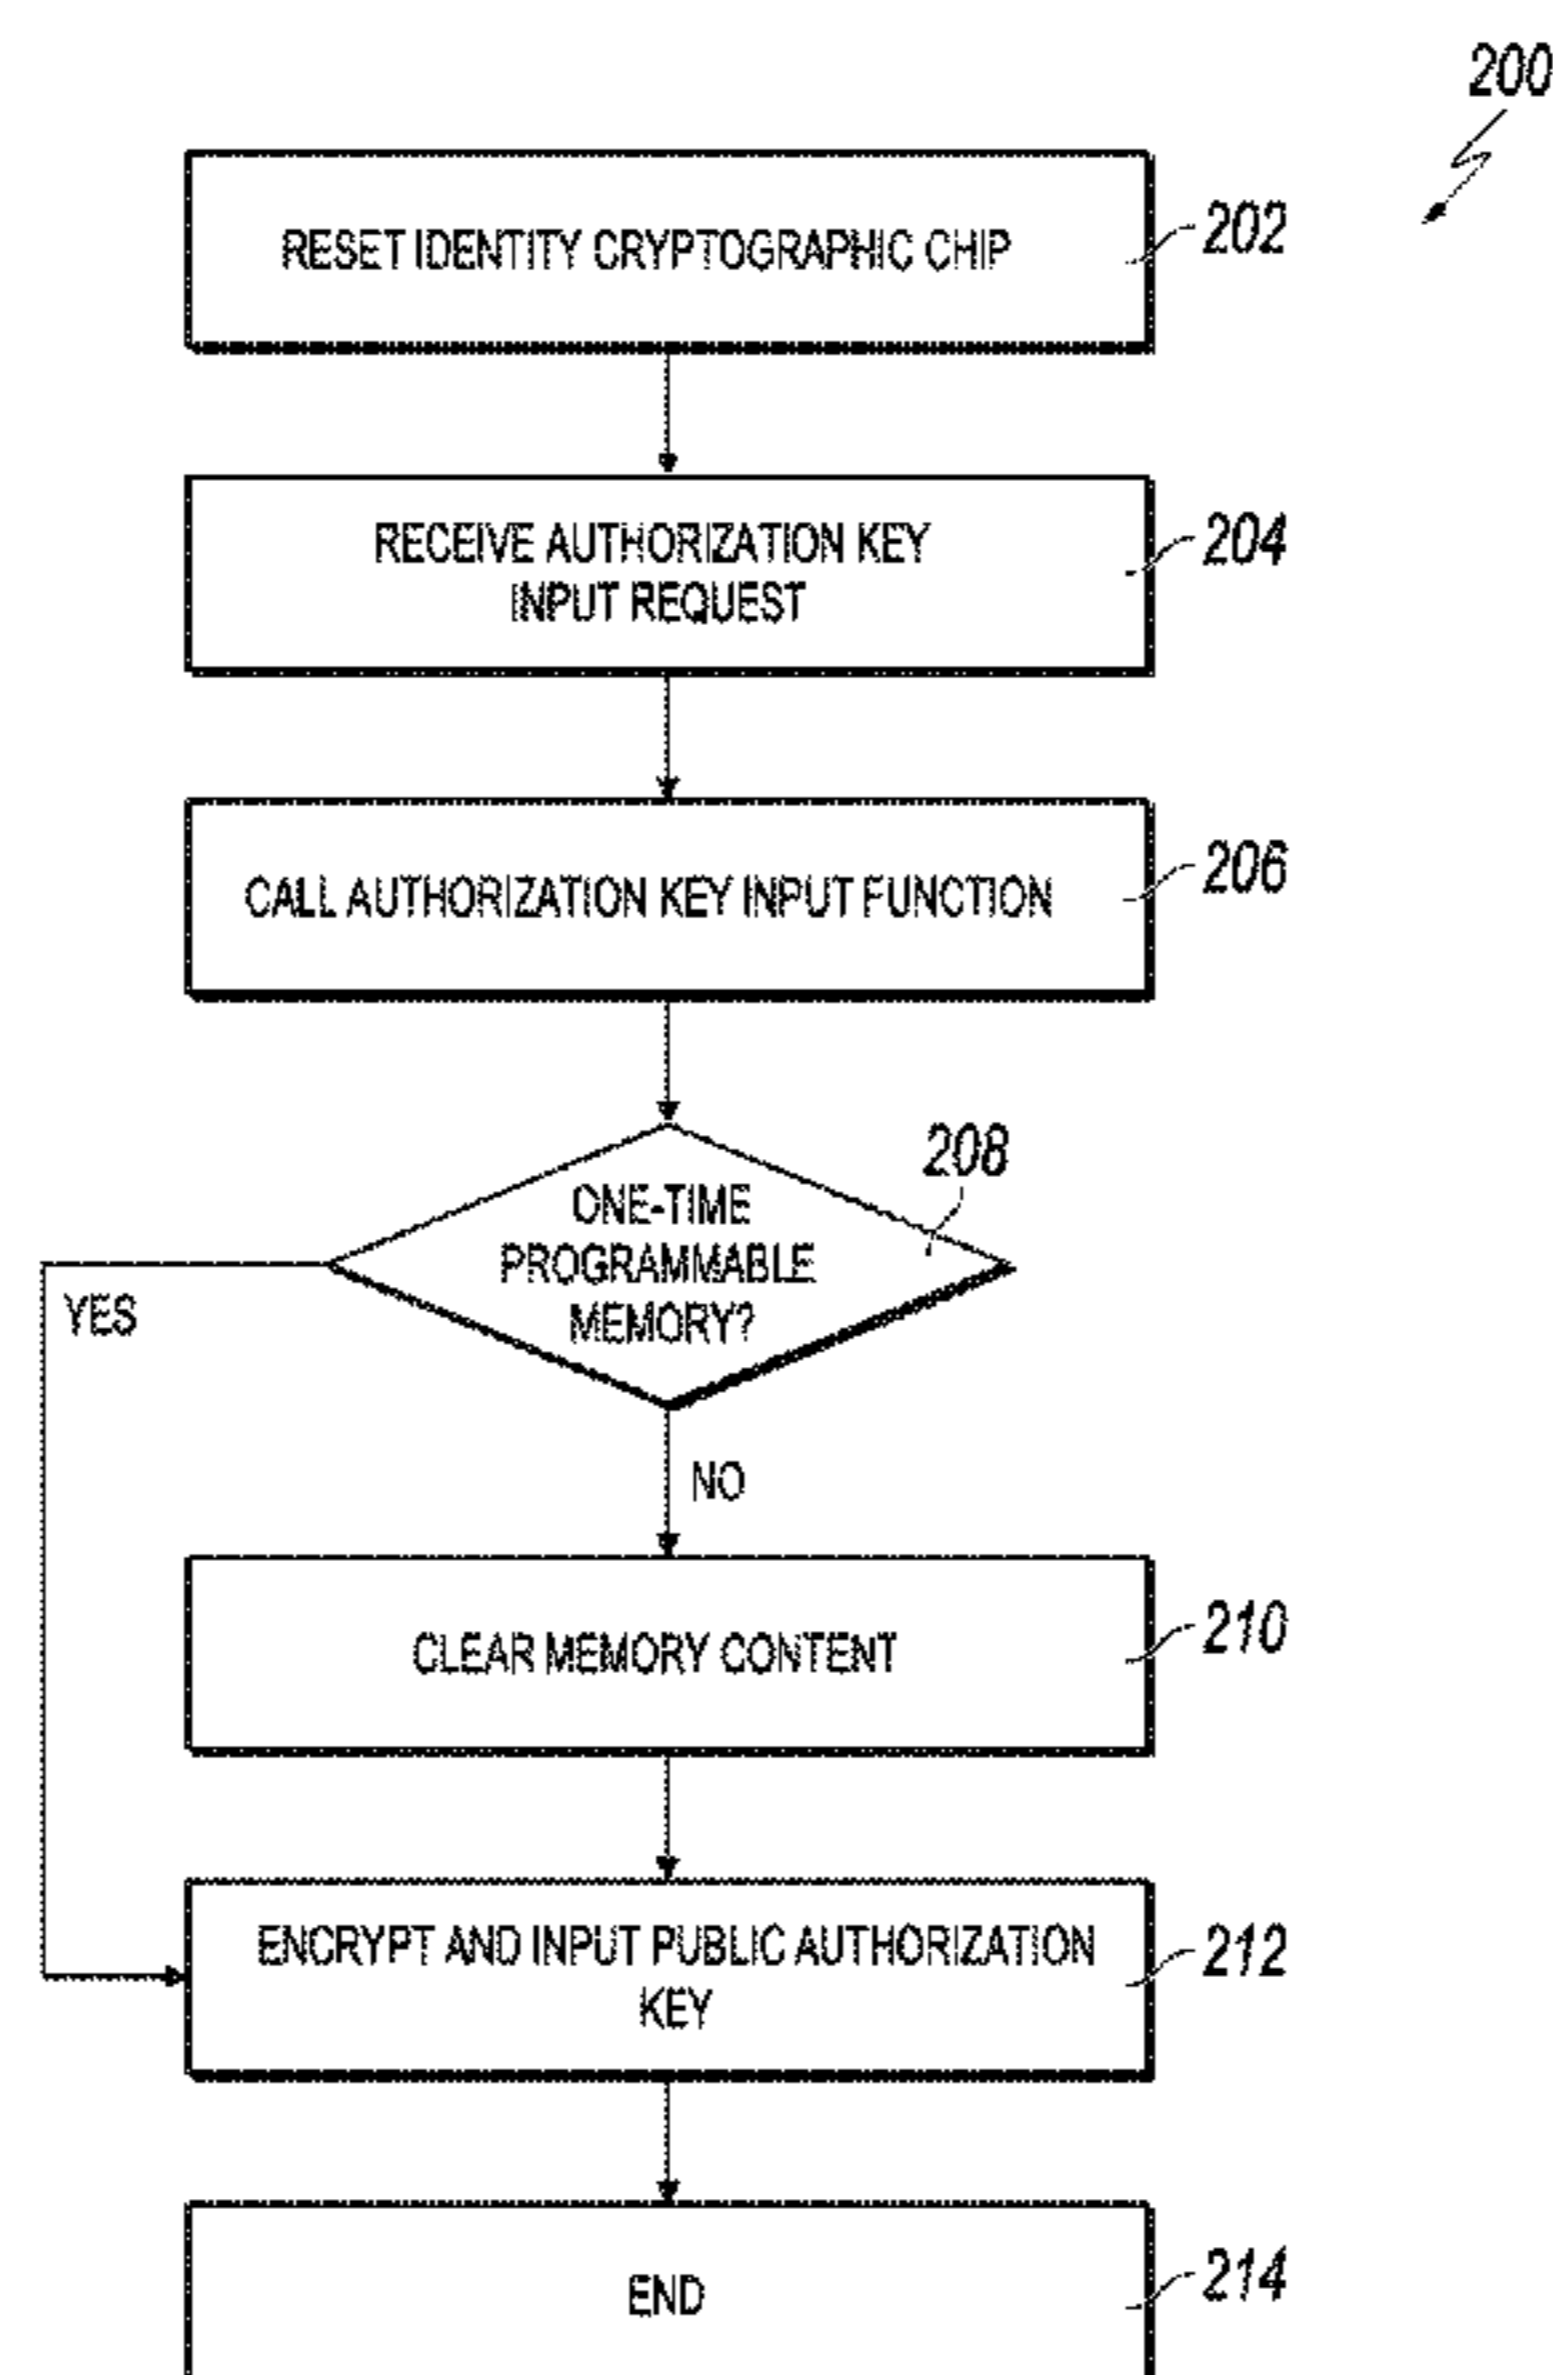 200
RESET IDENTITY CRYPTOGRAPHIC CHIP
202
RECEIVE AUTHORIZATION KEY
INPUT REQUEST
204
CALL AUTHORIZATION KEY INPUT FUNCTION
206
208
ONE-TIME
PROGRAMMABLE
MEMORY?
YES
NO
CLEAR MEMORY CONTENT
210
ENCRYPT AND INPUT PUBLIC AUTHORIZATION
KEY
212
END
214